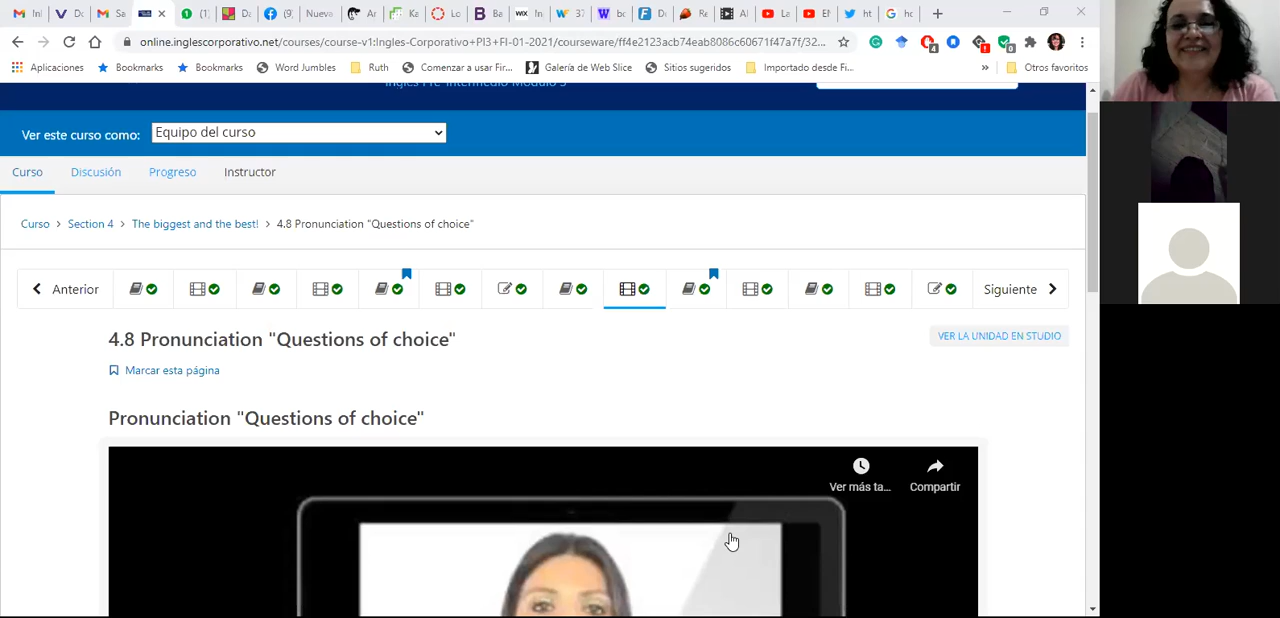 Aplicaciones Bookmarks Bookmarks Word Jumbles Ruth Comenzar a usar Fir... Galería de Web Slice Sitios sugeridos Importado desde Fi... » Otros favoritos
online.inglescorporativo.net/courses/course-v1:Ingles-Corporativo+PI3+FI-01-2021/courseware/ff4e2123acb74eab8086c60671f47a7f/32...
Ver este curso como: Equipo del curso
Curso Discusión Progreso Instructor
Curso > Section 4 > The biggest and the best! > 4.8 Pronunciation "Questions of choice"
Anterior Siguiente
4.8 Pronunciation "Questions of choice"
VER LA UNIDAD EN STUDIO
Marcar esta página
Pronunciation "Questions of choice"
Ver más ta... Compartir